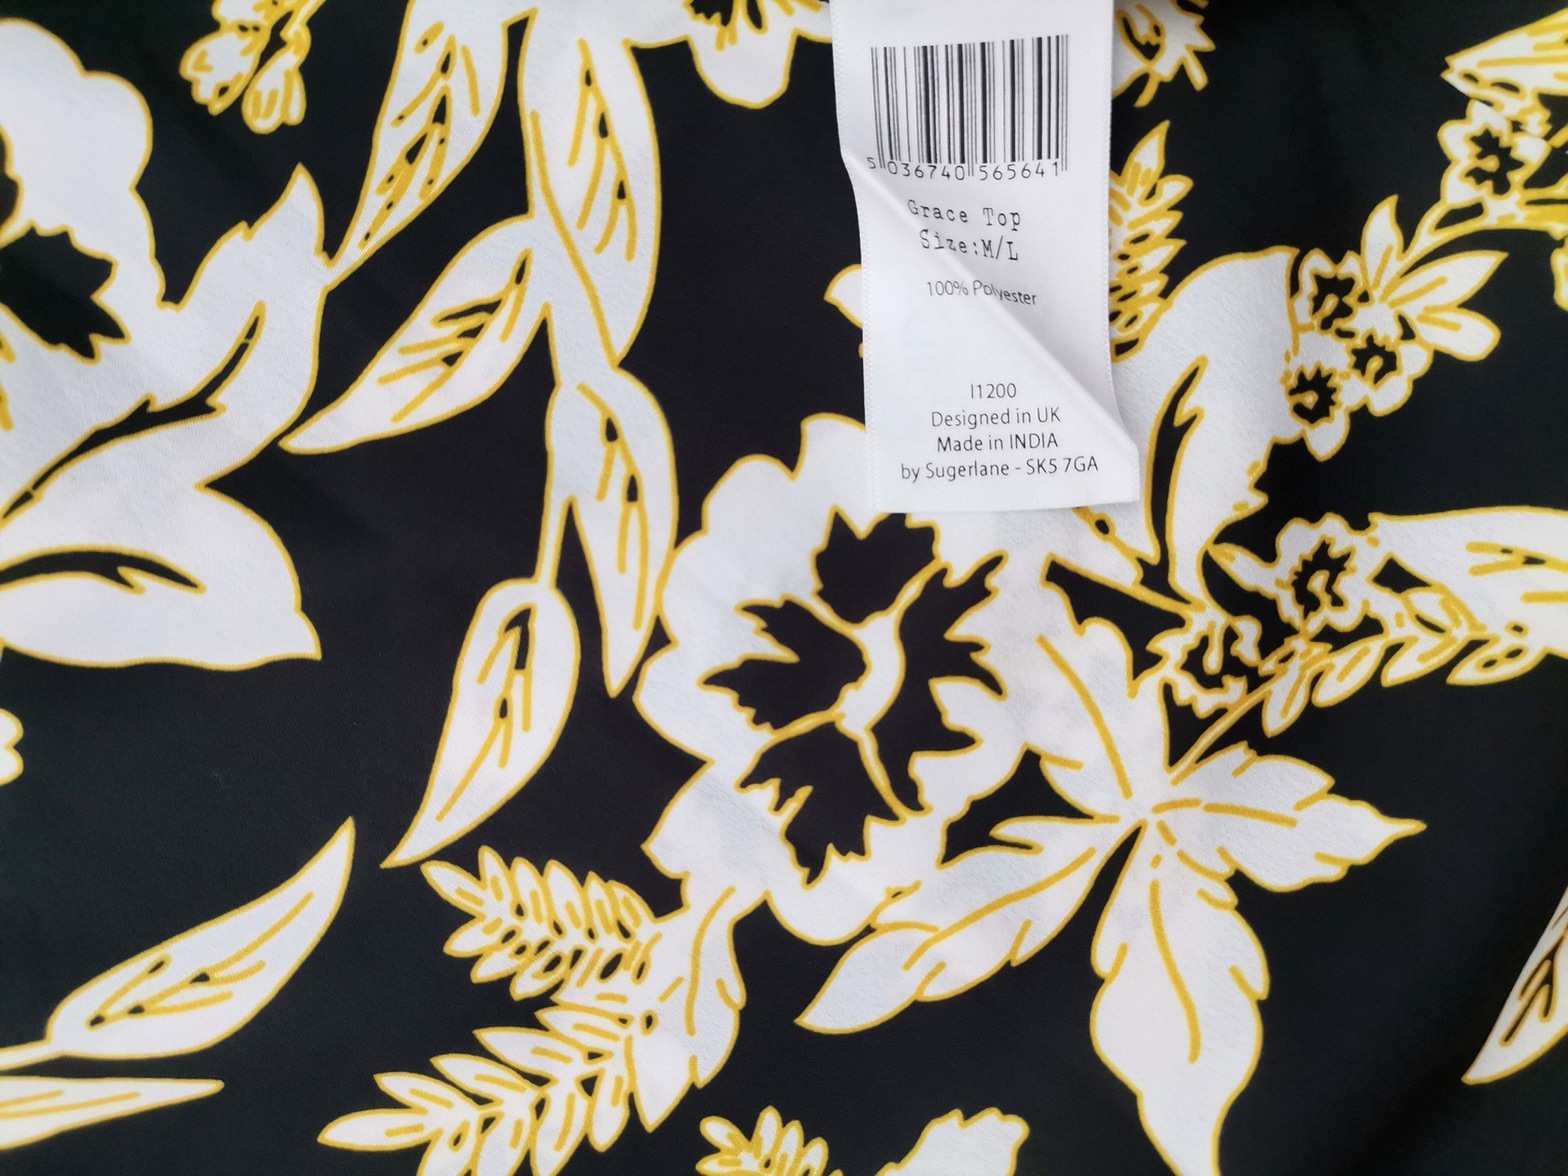 5 036740 565641
Grace Top
Size:M/L
100% Polyester
I1200
Designed in UK
Made in INDIA
by Sugerlane - SK5 7GA